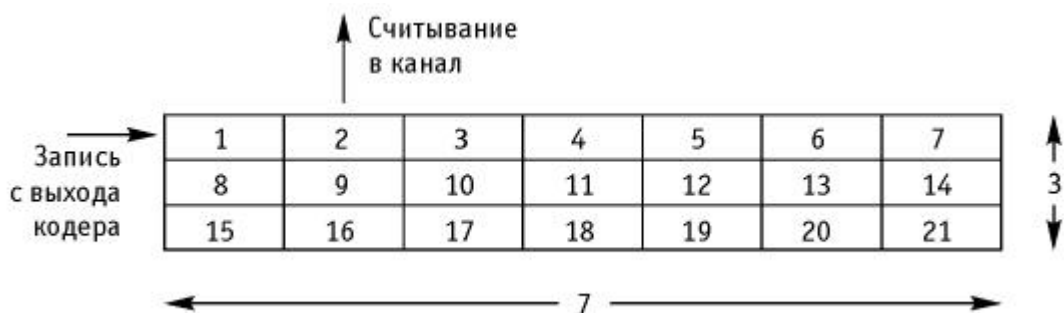 Считывание
в канал
Запись
с выхода
кодера
1 2 3 4 5 6 7
8 9 10 11 12 13 14
15 16 17 18 19 20 21
3
7